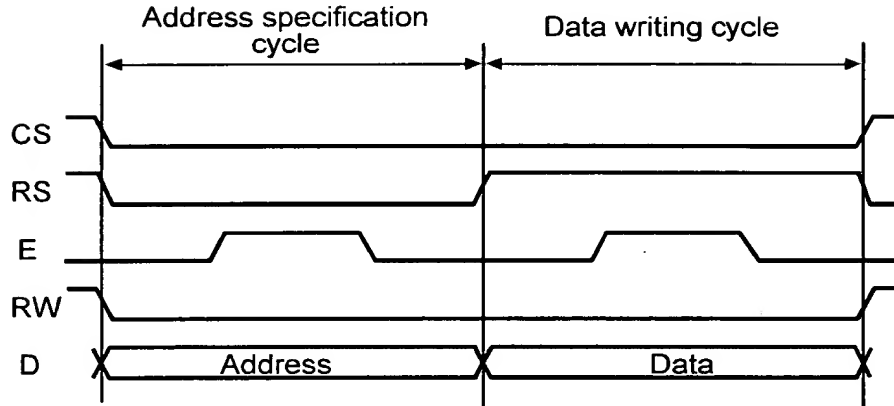 Address specification
cycle
Data writing cycle
CS
RS
E
RW
D
Address
Data